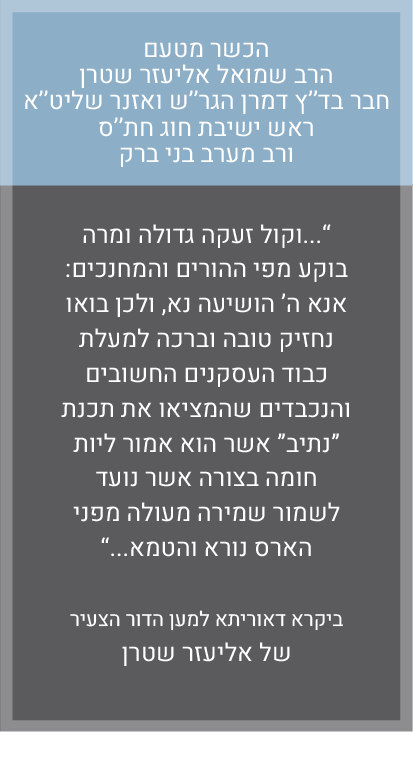 הכשר מטעם
הרב שמואל אליעזר שטרן
חבר בד״ץ דמרן הגר״ש ואזנר שליט״א
ראש ישיבת חוג חת״ס
ורב מערב בני ברק
“...וקול זעקה גדולה ומרה
בוקע מפי ההורים והמחנכים:
אנא ה’ הושיעה נא, ולכן בואו
נחזיק טובה וברכה למעלת
כבוד העסקנים החשובים
והנכבדים שהמציאו את תכנת
”נתיב” אשר הוא אמור ליות
חומה בצורה אשר נועד
לשמור שמירה מעולה מפני
הארס נורא והטמא...“
ביקרא דאוריתא למען הדור הצעיר
של אליעזר שטרן